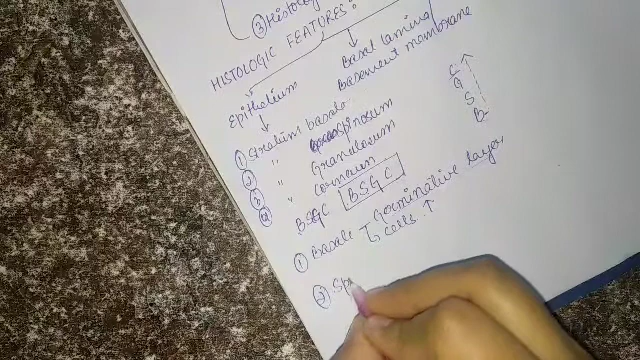 ③ Histolog
HISTOLOGIC FEATURES:
Epithelium
Basal lamina
Basement membrane
① Stratum basale
② " Spinosum
③ " Granulosum
④ " Corneum
BSGC BSGC
C
G
S
B
① Basale → Germinative layer
↳ cells ↑
② Sp